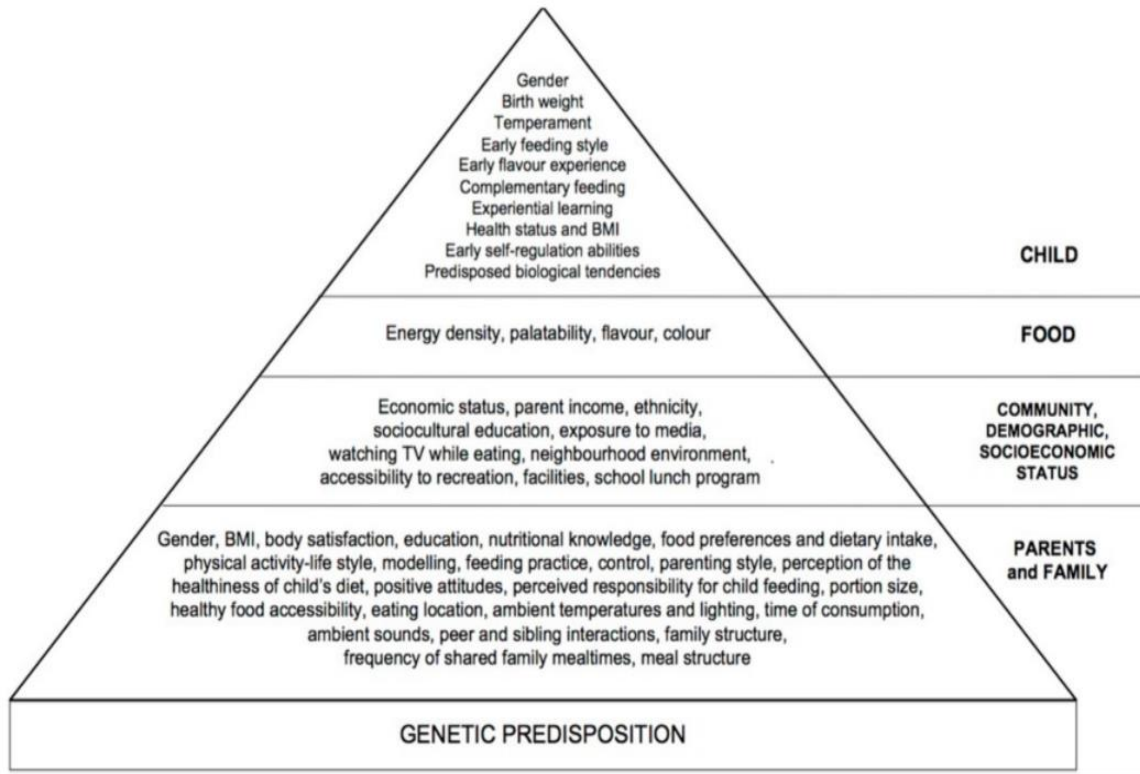 Gender
Birth weight
Temperament
Early feeding style
Early flavour experience
Complementary feeding
Experiential learning
Health status and BMI
Early self-regulation abilities
Predisposed biological tendencies
CHILD
Energy density, palatability, flavour, colour
FOOD
Economic status, parent income, ethnicity,
sociocultural education, exposure to media,
watching TV while eating, neighbourhood environment,
accessibility to recreation, facilities, school lunch program
COMMUNITY,
DEMOGRAPHIC,
SOCIOECONOMIC
STATUS
Gender, BMI, body satisfaction, education, nutritional knowledge, food preferences and dietary intake,
physical activity-life style, modelling, feeding practice, control, parenting style, perception of the
healthiness of child's diet, positive attitudes, perceived responsibility for child feeding, portion size,
healthy food accessibility, eating location, ambient temperatures and lighting, time of consumption,
ambient sounds, peer and sibling interactions, family structure,
frequency of shared family mealtimes, meal structure
PARENTS
and FAMILY
GENETIC PREDISPOSITION